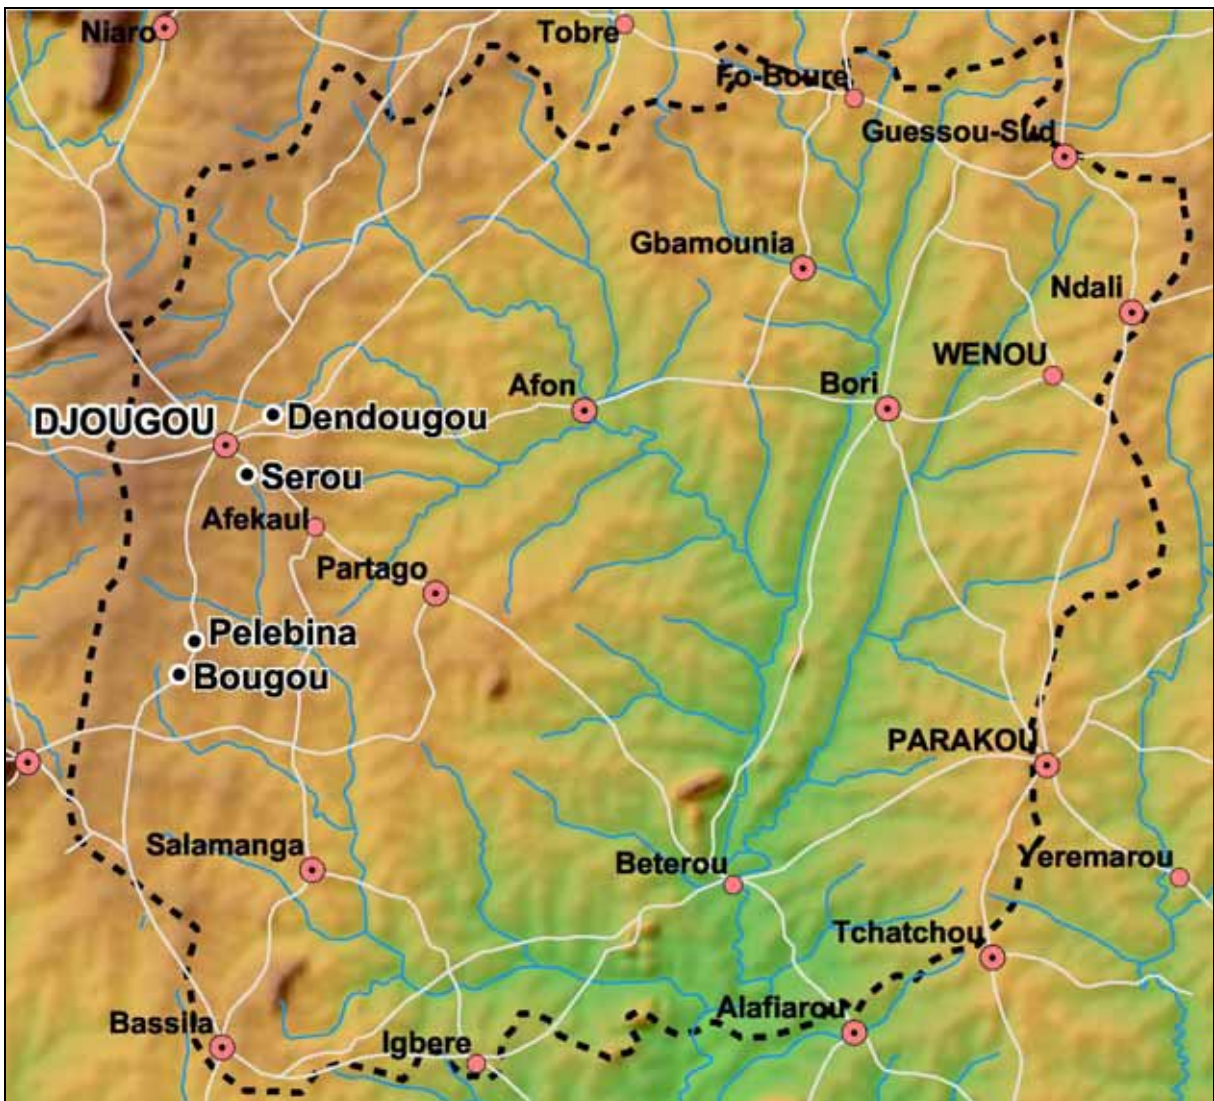 Niaro
Tobre
Fo-Boure
Guessou-Sud
Gbamounia
Ndali
WENOU
Afon
Bori
DJOUGOU
Dendougou
Serou
Afekaul
Partago
Pelebina
Bougou
PARAKOU
Salamanga
Beterou
Yeremarou
Tchatchou
Alafiarou
Bassila
Igbere